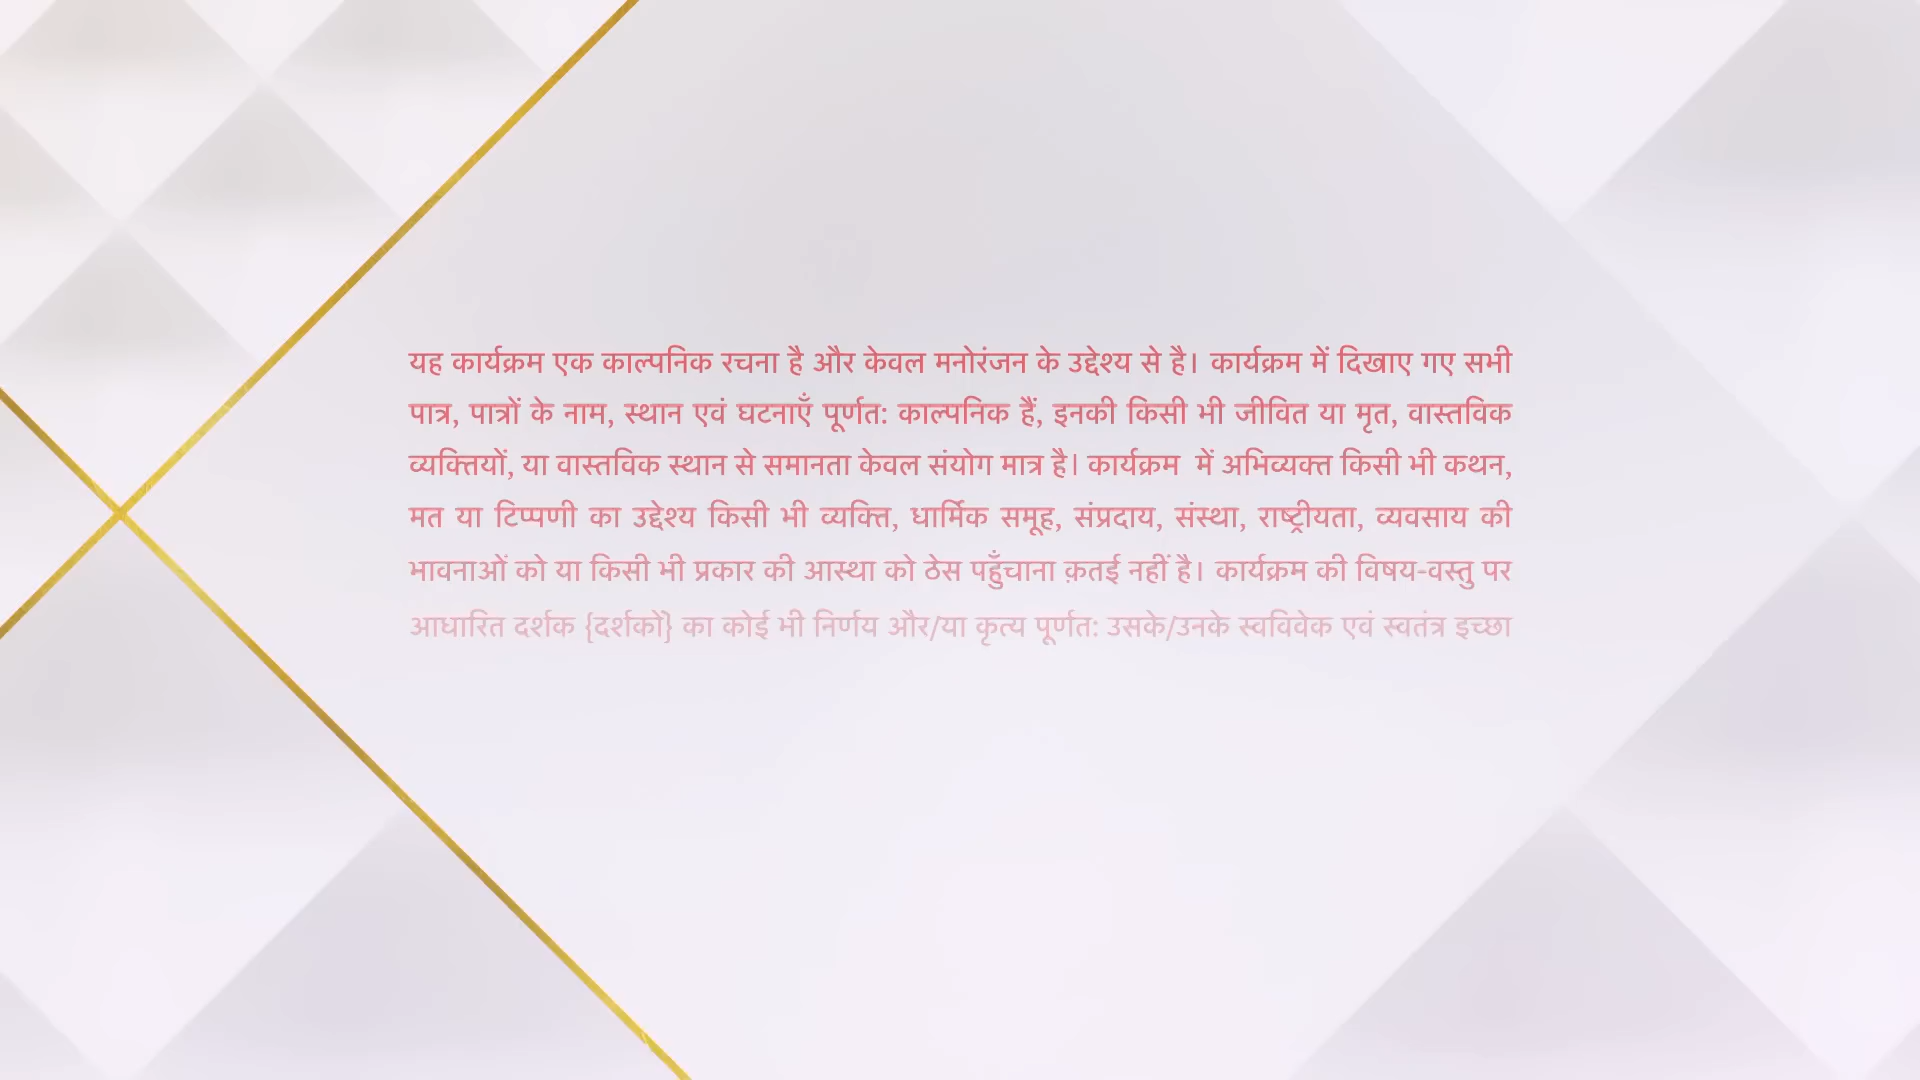 यह कार्यक्रम एक काल्पनिक रचना है और केवल मनोरंजन के उद्देश्य से है। कार्यक्रम में दिखाए गए सभी
पात्र, पात्रों के नाम, स्थान एवं घटनाएँ पूर्णत: काल्पनिक हैं, इनकी किसी भी जीवित या मृत, वास्तविक
व्यक्तियों, या वास्तविक स्थान से समानता केवल संयोग मात्र है। कार्यक्रम में अभिव्यक्त किसी भी कथन,
मत या टिप्पणी का उद्देश्य किसी भी व्यक्ति, धार्मिक समूह, संप्रदाय, संस्था, राष्ट्रीयता, व्यवसाय की
भावनाओं को या किसी भी प्रकार की आस्था को ठेस पहुँचाना क़तई नहीं है। कार्यक्रम की विषय-वस्तु पर
आधारित दर्शक {दर्शकों} का कोई भी निर्णय और/या कृत्य पूर्णत: उसके/उनके स्वविवेक एवं स्वतंत्र इच्छा